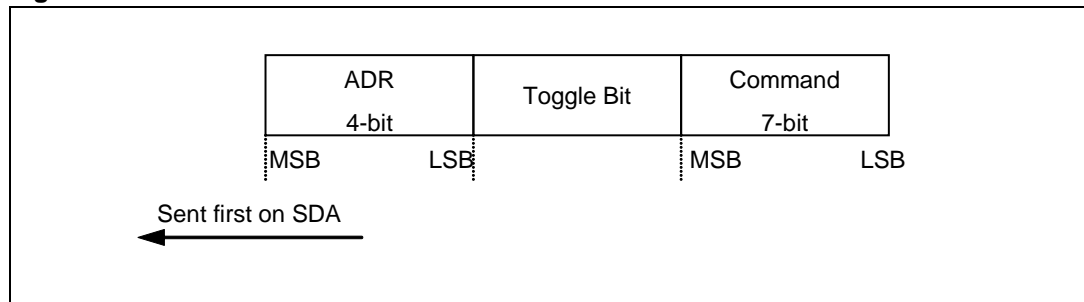 ADR
4-bit
Toggle Bit
Command
7-bit
MSB LSB MSB LSB
Sent first on SDA